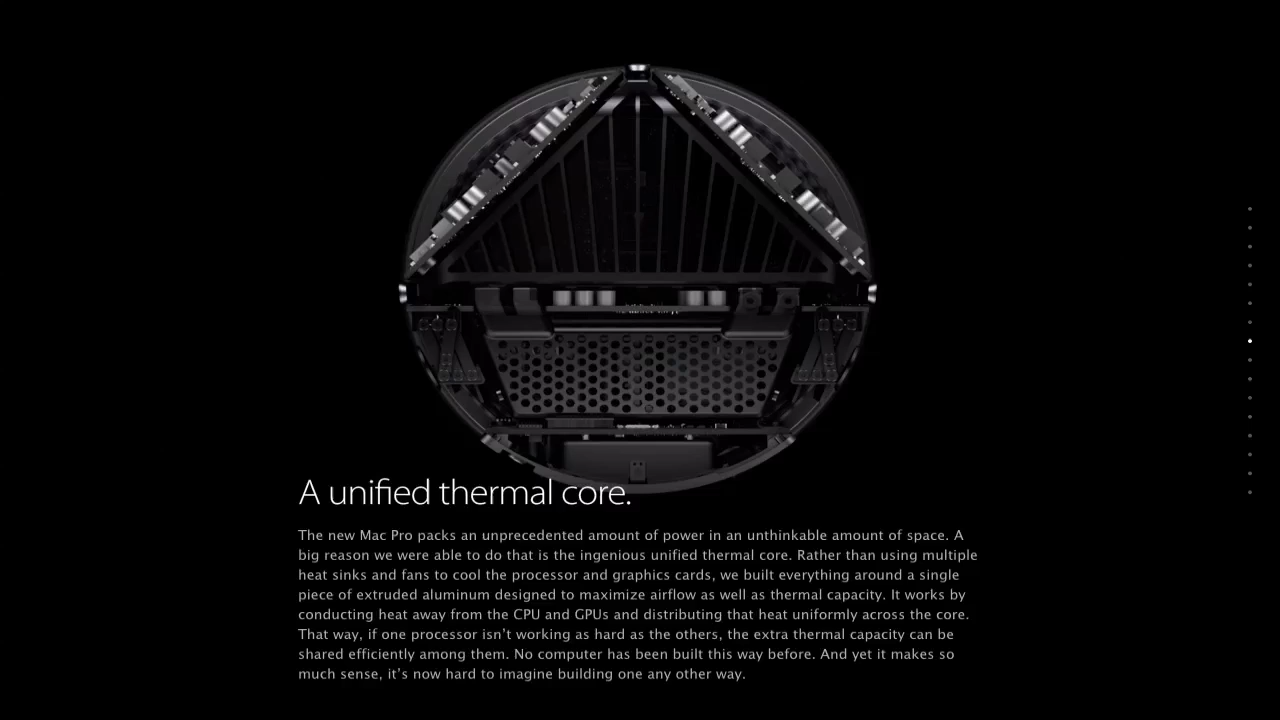 A unified thermal core.
The new Mac Pro packs an unprecedented amount of power in an unthinkable amount of space. A
big reason we were able to do that is the ingenious unified thermal core. Rather than using multiple
heat sinks and fans to cool the processor and graphics cards, we built everything around a single
piece of extruded aluminum designed to maximize airflow as well as thermal capacity. It works by
conducting heat away from the CPU and GPUs and distributing that heat uniformly across the core.
That way, if one processor isn’t working as hard as the others, the extra thermal capacity can be
shared efficiently among them. No computer has been built this way before. And yet it makes so
much sense, it’s now hard to imagine building one any other way.